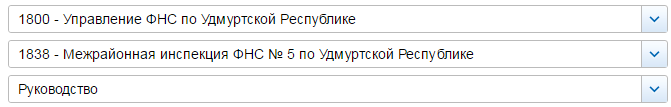 1800 - Управление ФНС по Удмуртской Республике
1838 - Межрайонная инспекция ФНС № 5 по Удмуртской Республике
Руководство